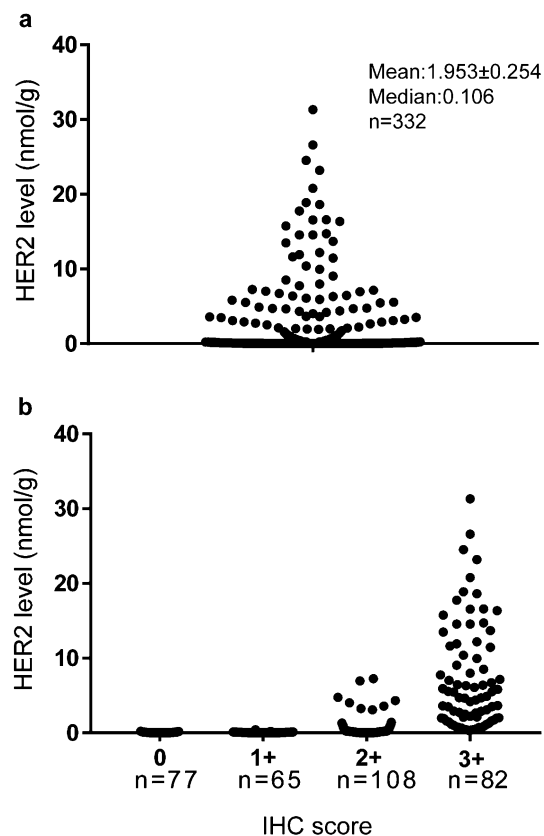 a
Mean:1.953±0.254
Median:0.106
n=332
HER2 level (nmol/g)
40
30
20
10
0
b
HER2 level (nmol/g)
40
30
20
10
0
0 1+ 2+ 3+
n=77 n=65 n=108 n=82
IHC score